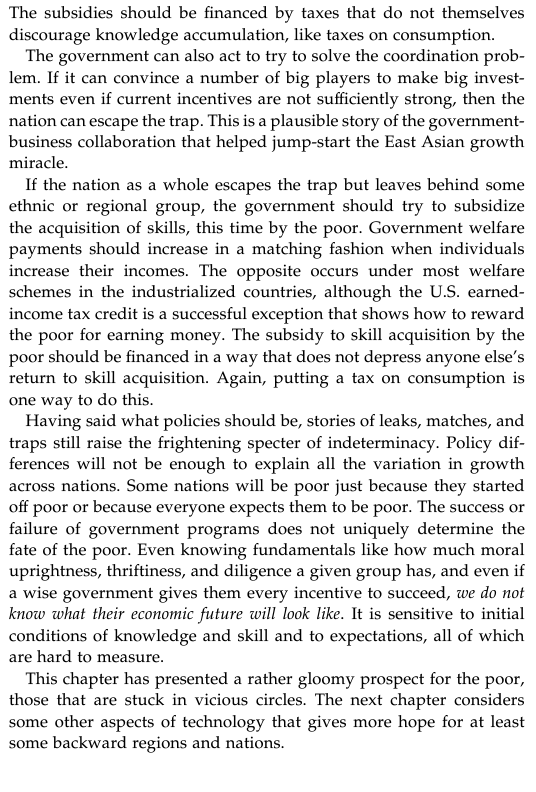 The subsidies should be financed by taxes that do not themselves
discourage knowledge accumulation, like taxes on consumption.
The government can also act to try to solve the coordination prob-
lem. If it can convince a number of big players to make big invest-
ments even if current incentives are not sufficiently strong, then the
nation can escape the trap. This is a plausible story of the government-
business collaboration that helped jump-start the East Asian growth
miracle.
If the nation as a whole escapes the trap but leaves behind some
ethnic or regional group, the government should try to subsidize
the acquisition of skills, this time by the poor. Government welfare
payments should increase in a matching fashion when individuals
increase their incomes. The opposite occurs under most welfare
schemes in the industrialized countries, although the U.S. earned-
income tax credit is a successful exception that shows how to reward
the poor for earning money. The subsidy to skill acquisition by the
poor should be financed in a way that does not depress anyone else's
return to skill acquisition. Again, putting a tax on consumption is
one way to do this.
Having said what policies should be, stories of leaks, matches, and
traps still raise the frightening specter of indeterminacy. Policy dif-
ferences will not be enough to explain all the variation in growth
across nations. Some nations will be poor just because they started
off poor or because everyone expects them to be poor. The success or
failure of government programs does not uniquely determine the
fate of the poor. Even knowing fundamentals like how much moral
uprightness, thriftiness, and diligence a given group has, and even if
a wise government gives them every incentive to succeed, we do not
know what their economic future will look like. It is sensitive to initial
conditions of knowledge and skill and to expectations, all of which
are hard to measure.
This chapter has presented a rather gloomy prospect for the poor,
those that are stuck in vicious circles. The next chapter considers
some other aspects of technology that gives more hope for at least
some backward regions and nations.